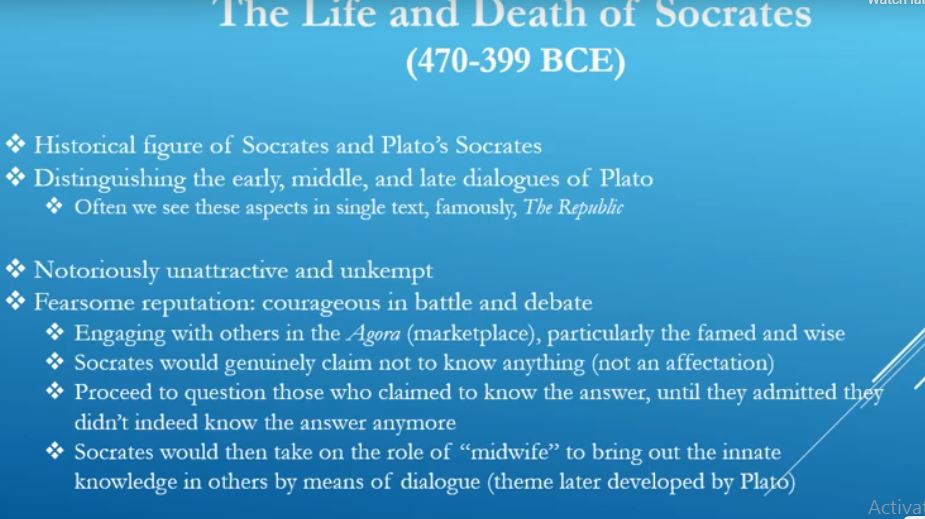 The Life and Death of Socrates
(470-399 BCE)
❖ Historical figure of Socrates and Plato's Socrates
❖ Distinguishing the early, middle, and late dialogues of Plato
❖ Often we see these aspects in single text, famously, The Republic
❖ Notoriously unattractive and unkempt
❖ Fearsome reputation: courageous in battle and debate
❖ Engaging with others in the Agora (marketplace), particularly the famed and wise
❖ Socrates would genuinely claim not to know anything (not an affectation)
❖ Proceed to question those who claimed to know the answer, until they admitted they
didn't indeed know the answer anymore
❖ Socrates would then take on the role of "midwife" to bring out the innate
knowledge in others by means of dialogue (theme later developed by Plato)